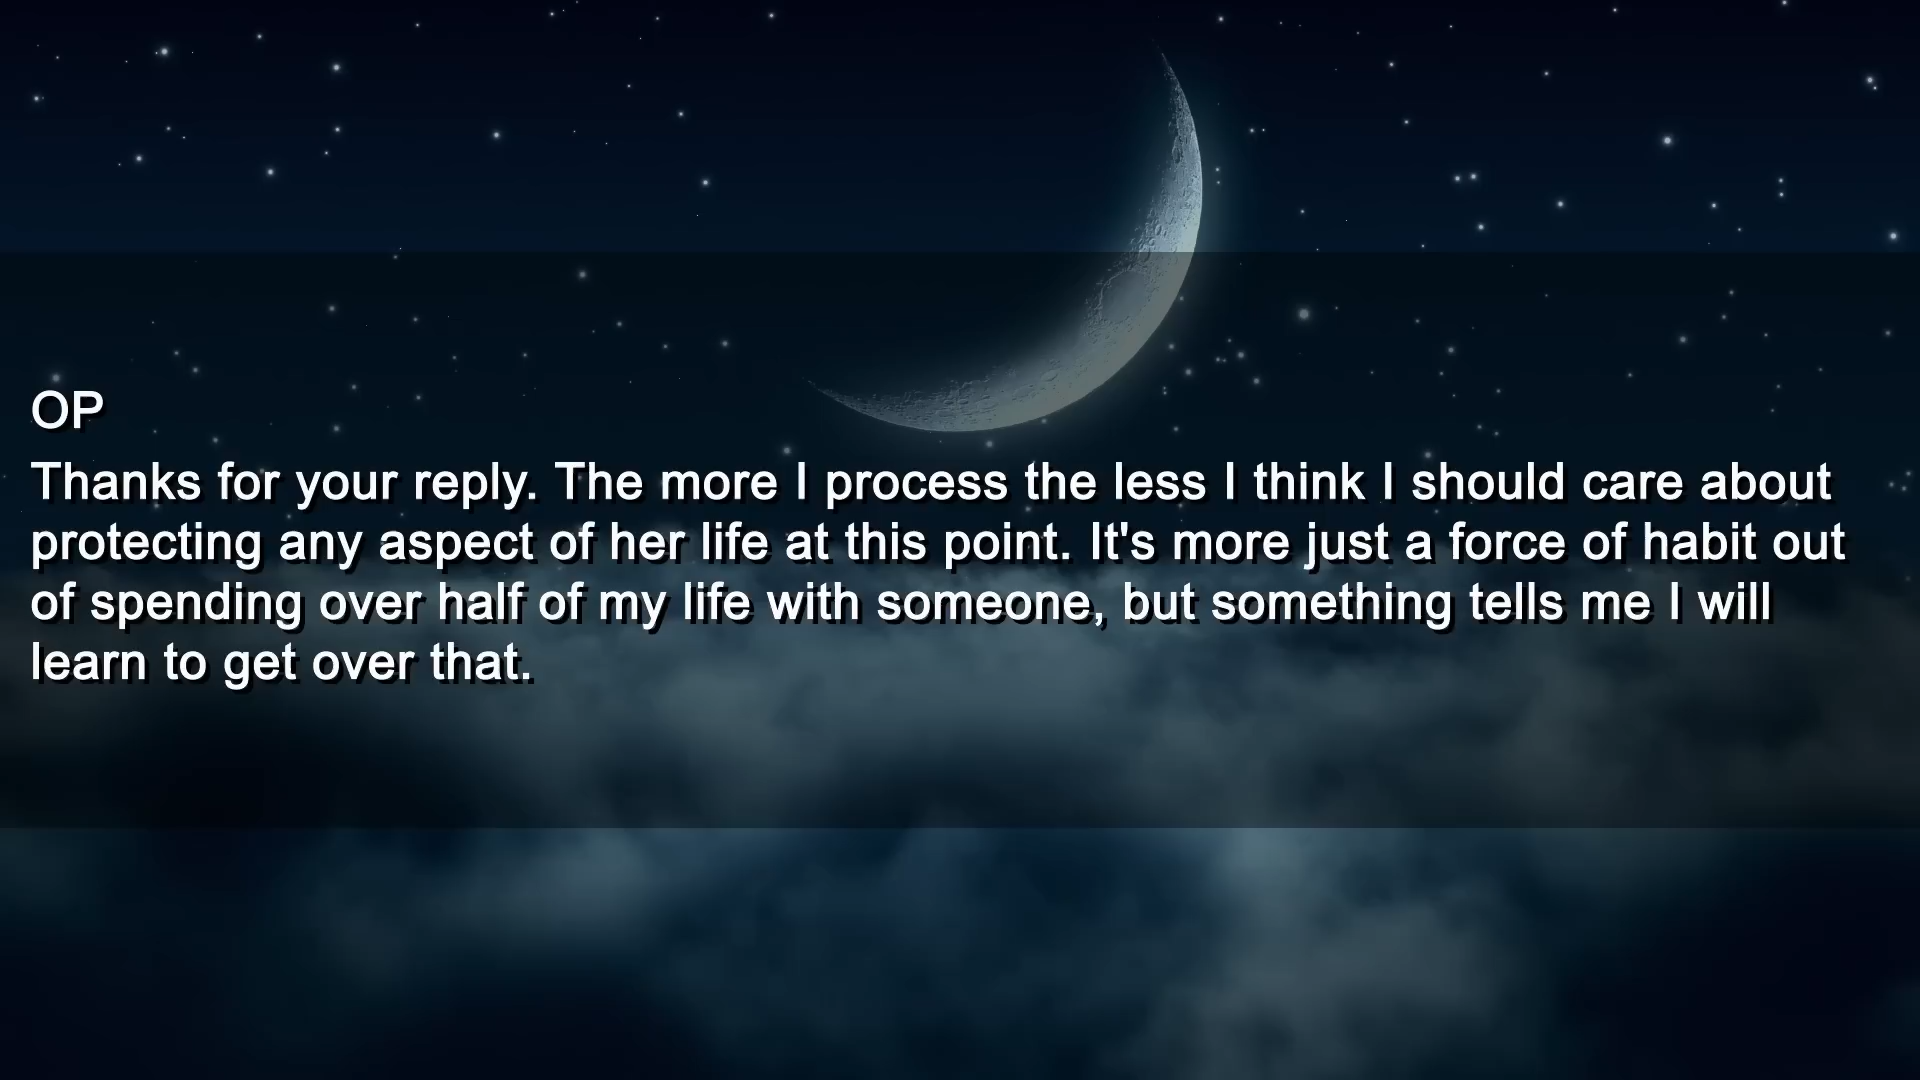 OP
Thanks for your reply. The more I process the less I think I should care about
protecting any aspect of her life at this point. It's more just a force of habit out
of spending over half of my life with someone, but something tells me I will
learn to get over that.